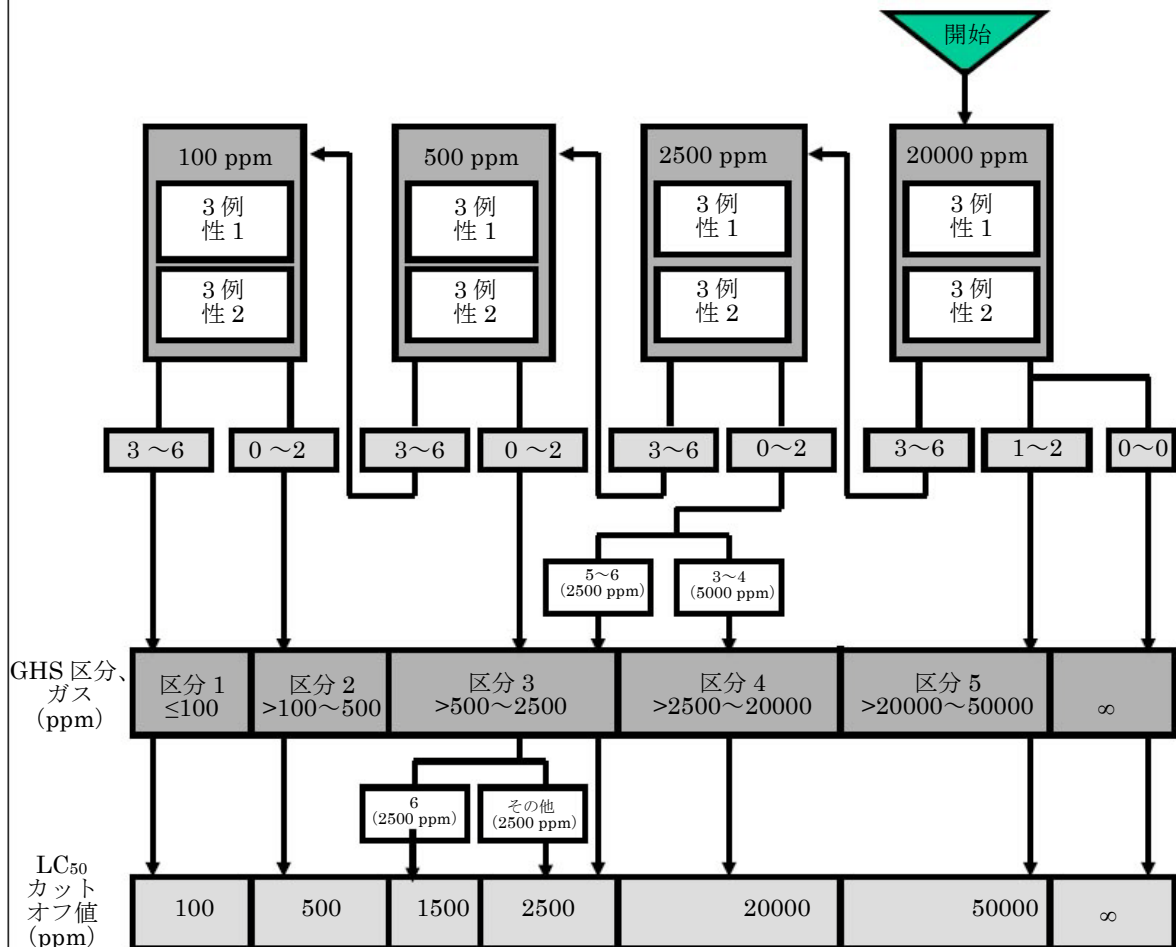 開始
100 ppm
500 ppm
2500 ppm
20000 ppm
3 例
性 1
3 例
性 1
3 例
性 1
3 例
性 1
3 例
性 2
3 例
性 2
3 例
性 2
3 例
性 2
3 ～6
0 ～2
3～6
0 ～2
3～6
0～2
3～6
1～2
0～0
5～6
（2500 ppm）
3～4
（5000 ppm）
GHS 区分、
ガス
(ppm)
区分 1
≤100
区分 2
>100～500
区分 3
>500～2500
区分 4
>2500～20000
区分 5
>20000～50000
∞
6
(2500 ppm)
その他
(2500 ppm)
LC₅₀
カット
オフ値
(ppm)
100
500
1500
2500
20000
50000
∞